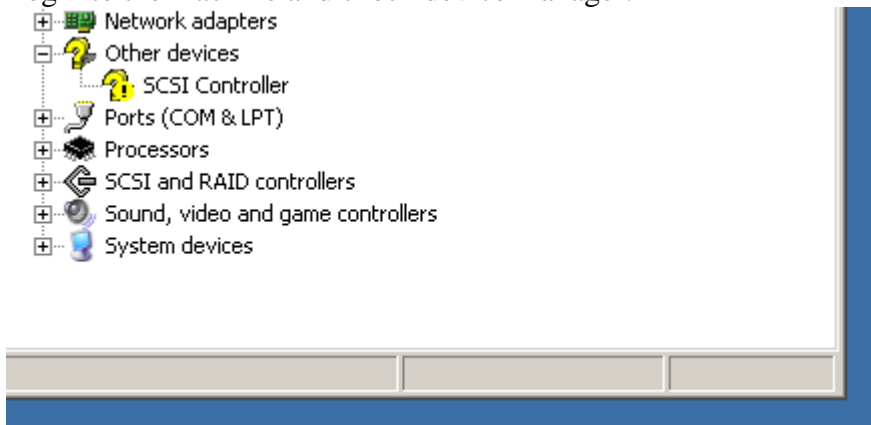 Network adapters
Other devices
SCSI Controller
Ports (COM & LPT)
Processors
SCSI and RAID controllers
Sound, video and game controllers
System devices